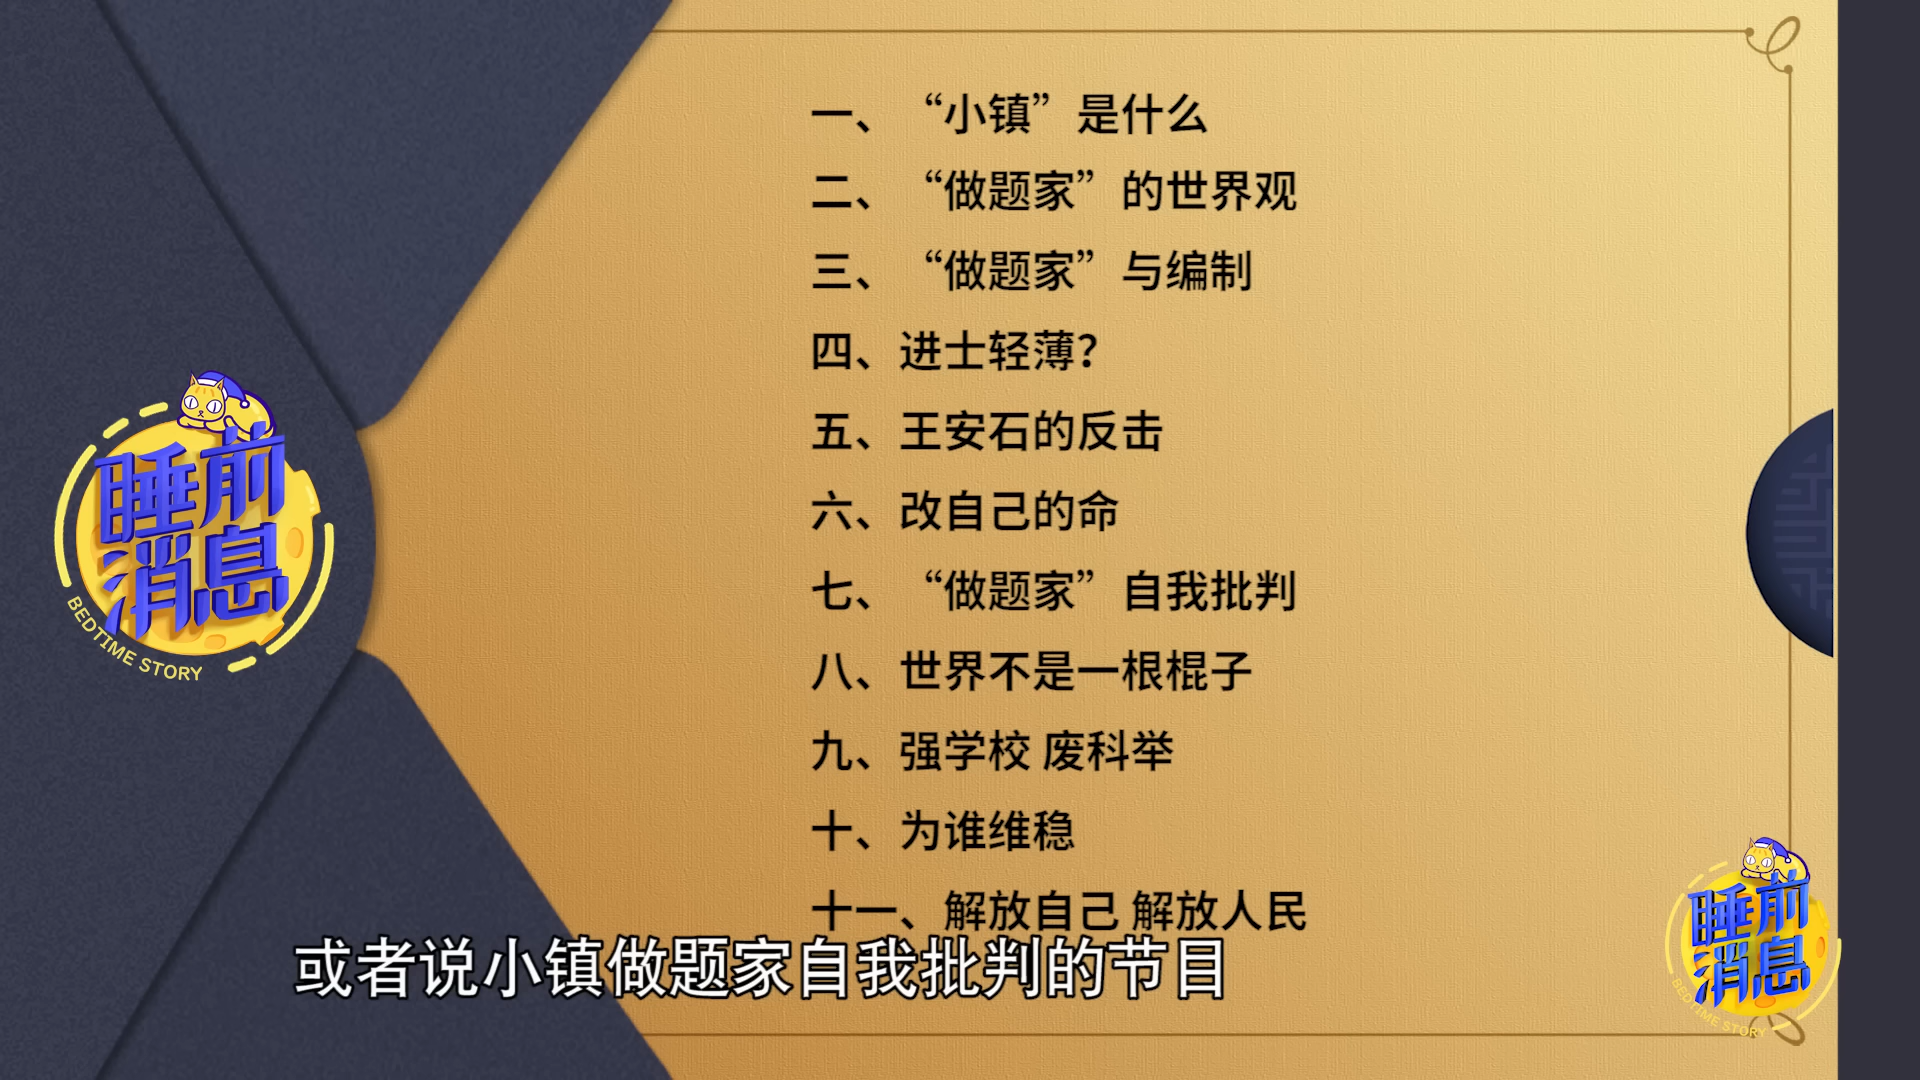 一、“小镇”是什么
二、“做题家”的世界观
三、“做题家”与编制
四、进士轻薄？
五、王安石的反击
六、改自己的命
七、“做题家”自我批判
八、世界不是一根棍子
九、强学校 废科举
十、为谁维稳
十一、解放自己 解放人民
或者说小镇做题家自我批判的节目
睡前
消息
BEDTIME STORY
睡前
消息
BEDTIME STORY